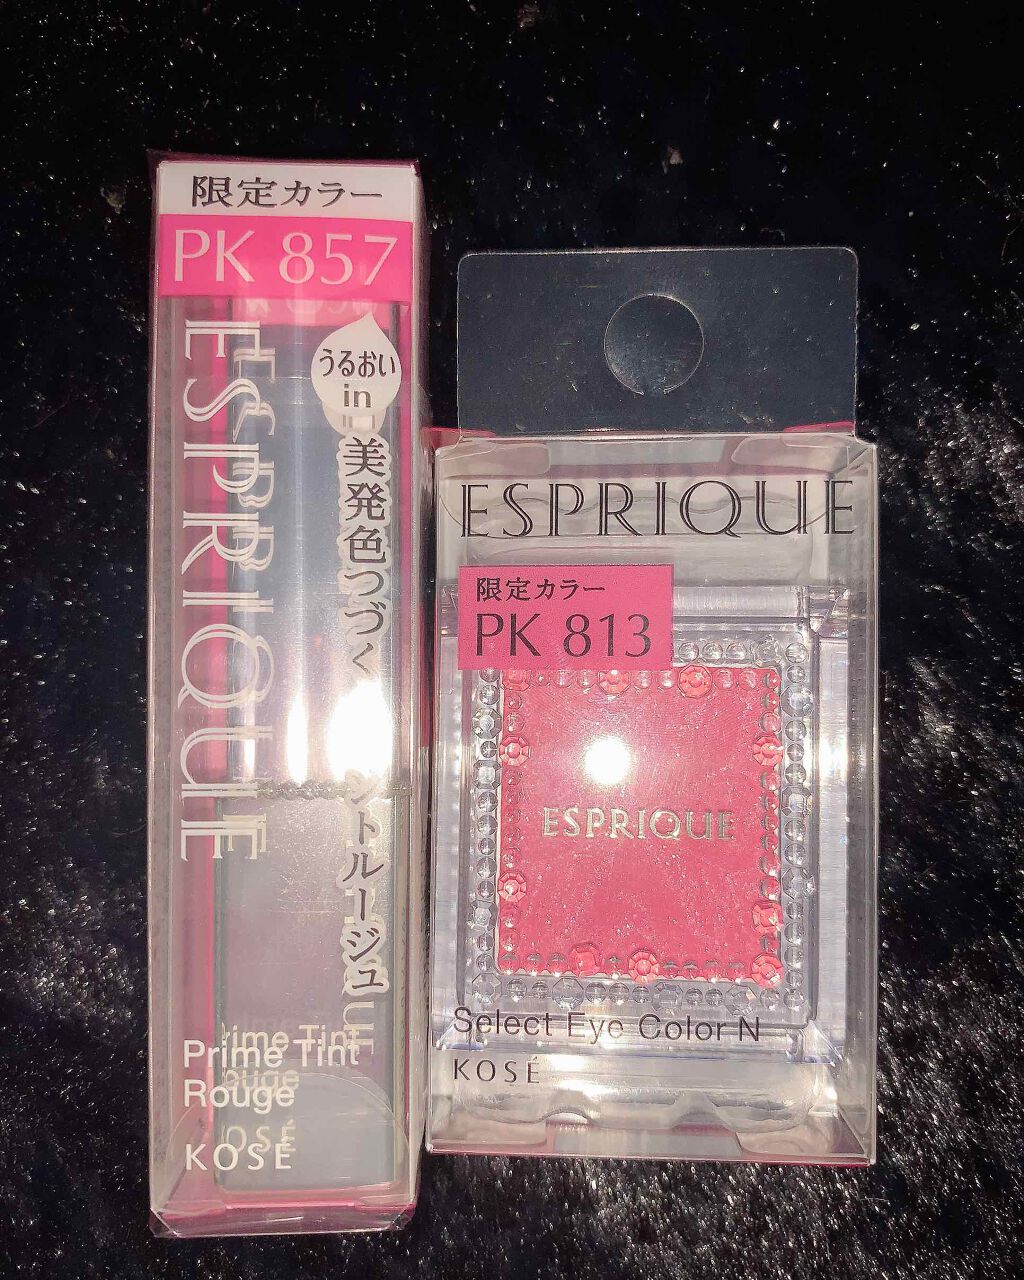 限定カラー
PK 857
ESPRIQUE
うるおい
in
美発色つづく
ントルージュ
Prime Tint
Rouge
KOSÉ
ESPRIQUE
限定カラー
PK 813
ESPRIQUE
Select Eye Color N
KOSÉ